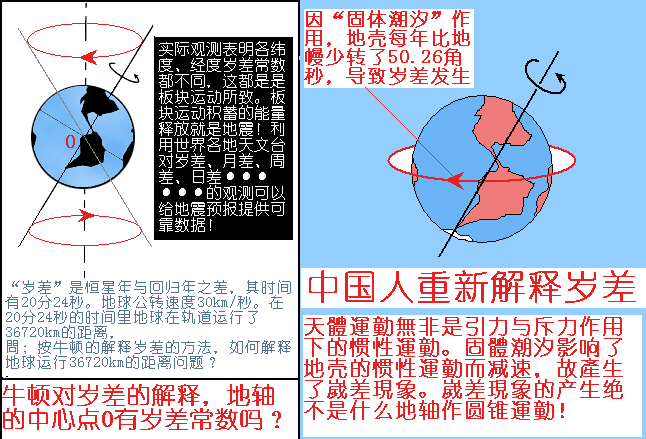 实际观测表明各纬
度、经度岁差常数
都不同，这都是是
板块运动所致。板
块运动积蓄的能量
释放就是地震！利
用世界各地天文台
对岁差、月差、周
差、日差●●●
●●●的观测可以
给地震预报提供可
靠数据！
0
“岁差”是恒星年与回归年之差，其时间
有20分24秒。地球公转速度30km/秒。在
20分24秒的时间里地球在轨道运行了
36720km的距离，
問；按牛顿的解释岁差的方法，如何解释
地球运行36720km的距离问题？
牛顿对岁差的解释，地轴
的中心点0有岁差常数吗？
因“固体潮汐”作
用，地壳每年比地
幔少转了50.26角
秒，导致岁差发生
中国人重新解释岁差
天體運動無非是引力与斥力作用
下的惯性運動。固體潮汐影响了
地壳的惯性運動而减速，故產生
了嵗差現象。嵗差現象的产生绝
不是什么地轴作圆锥運動！